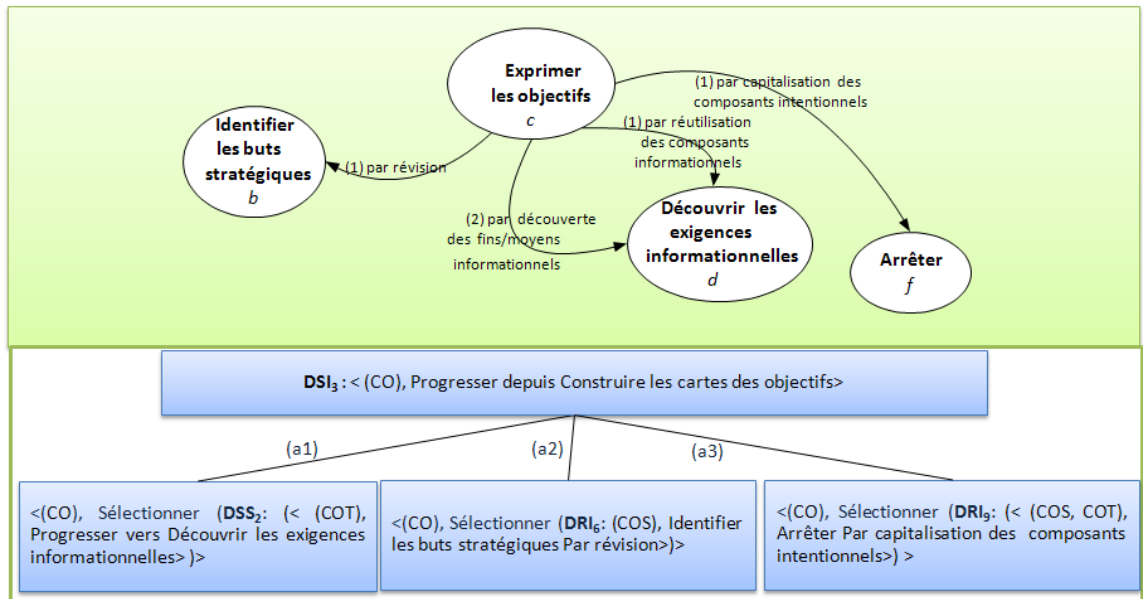 Exprimer
les objectifs
c
Identifier
les buts
stratégiques
b
(1) par révision
(1) par capitalisation des
composants intentionnels
(1) par réutilisation
des composants
informationnels
(2) par découverte
des fins/moyens
informationnels
Découvrir les
exigences
informationnelles
d
Arrêter
f
DSI3 : < (CO), Progresser depuis Construire les cartes des objectifs>
(a1)
(a2)
(a3)
<(CO), Sélectionner (DSS2: (< (COT),
Progresser vers Découvrir les exigences
informationnelles> )>
<(CO), Sélectionner (DRI6: (COS), Identifier
les buts stratégiques Par révision>)>
<(CO), Sélectionner (DRI9: (< (COS, COT),
Arrêter Par capitalisation des composants
intentionnels>) >